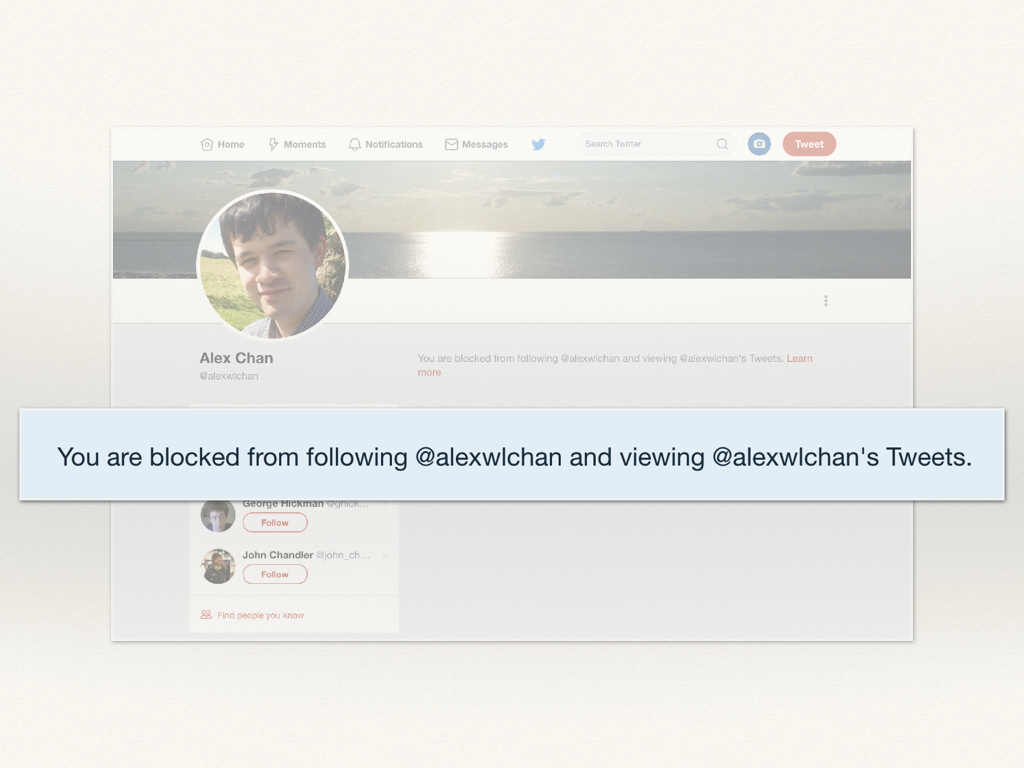 Home Moments Notifications Messages Search Twitter Tweet
Alex Chan
@alexwlchan
You are blocked from following @alexwlchan and viewing @alexwlchan's Tweets. Learn
more
You are blocked from following @alexwlchan and viewing @alexwlchan's Tweets.
George Hickman @ghick...
Follow
John Chandler @john_ch...
Follow
Find people you know